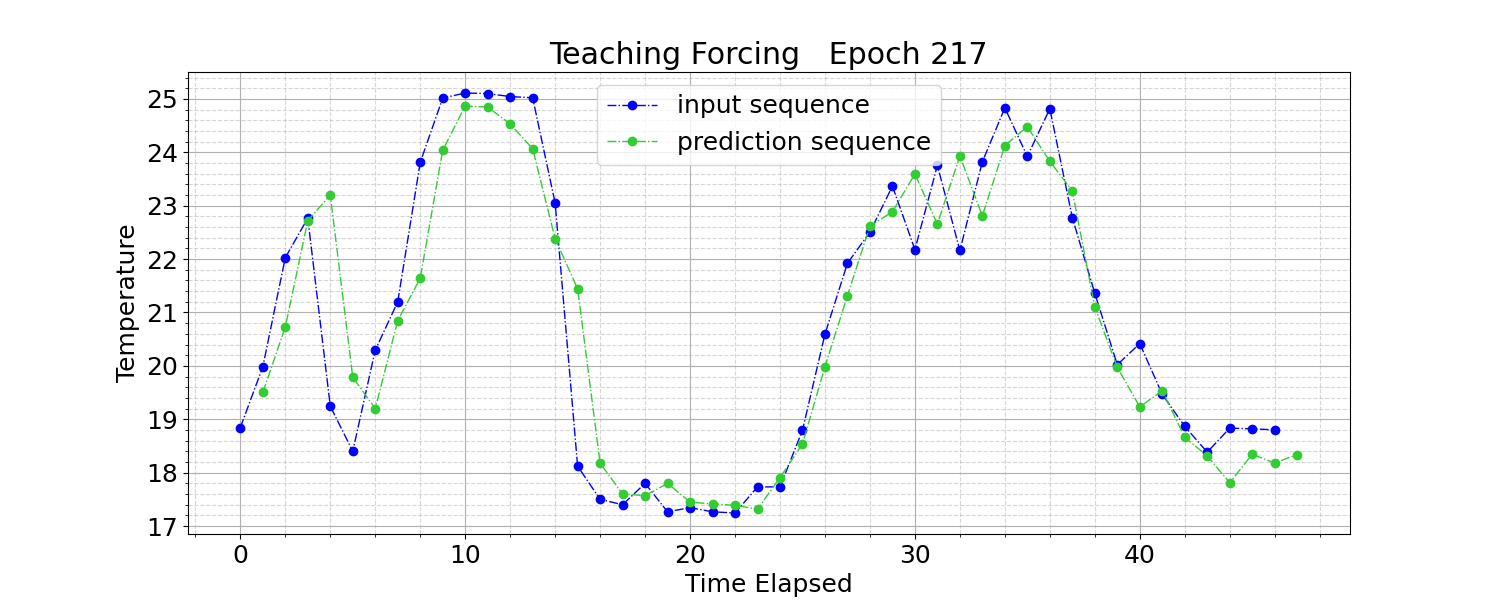 Teaching Forcing   Epoch 217
input sequence
prediction sequence
Temperature
25
24
23
22
21
20
19
18
17
0 10 20 30 40
Time Elapsed